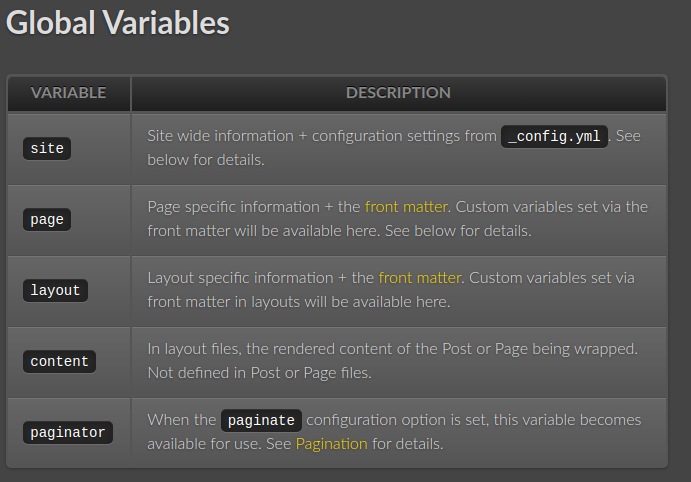 Global Variables
VARIABLE DESCRIPTION
site
Site wide information + configuration settings from _config.yml. See
below for details.
page
Page specific information + the front matter. Custom variables set via the
front matter will be available here. See below for details.
layout
Layout specific information + the front matter. Custom variables set via
front matter in layouts will be available here.
content
In layout files, the rendered content of the Post or Page being wrapped.
Not defined in Post or Page files.
paginator
When the paginate configuration option is set, this variable becomes
available for use. See Pagination for details.